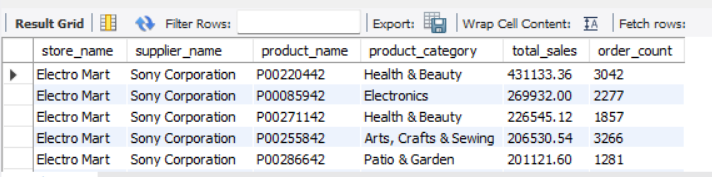 Result Grid Filter Rows: Export: Wrap Cell Content: IA Fetch rows:
store_name supplier_name product_name product_category total_sales order_count
Electro Mart Sony Corporation P00220442 Health & Beauty 431133.36 3042
Electro Mart Sony Corporation P00085942 Electronics 269932.00 2277
Electro Mart Sony Corporation P00271142 Health & Beauty 226545.12 1857
Electro Mart Sony Corporation P00255842 Arts, Crafts & Sewing 206530.54 3266
Electro Mart Sony Corporation P00286642 Patio & Garden 201121.60 1281